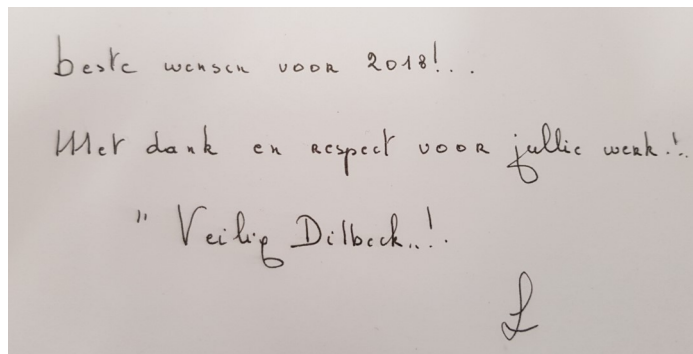 beste wensen voor 2018!...
Met dank en respect voor jullie werk!..
" Veilig Dilbeek..!.
L